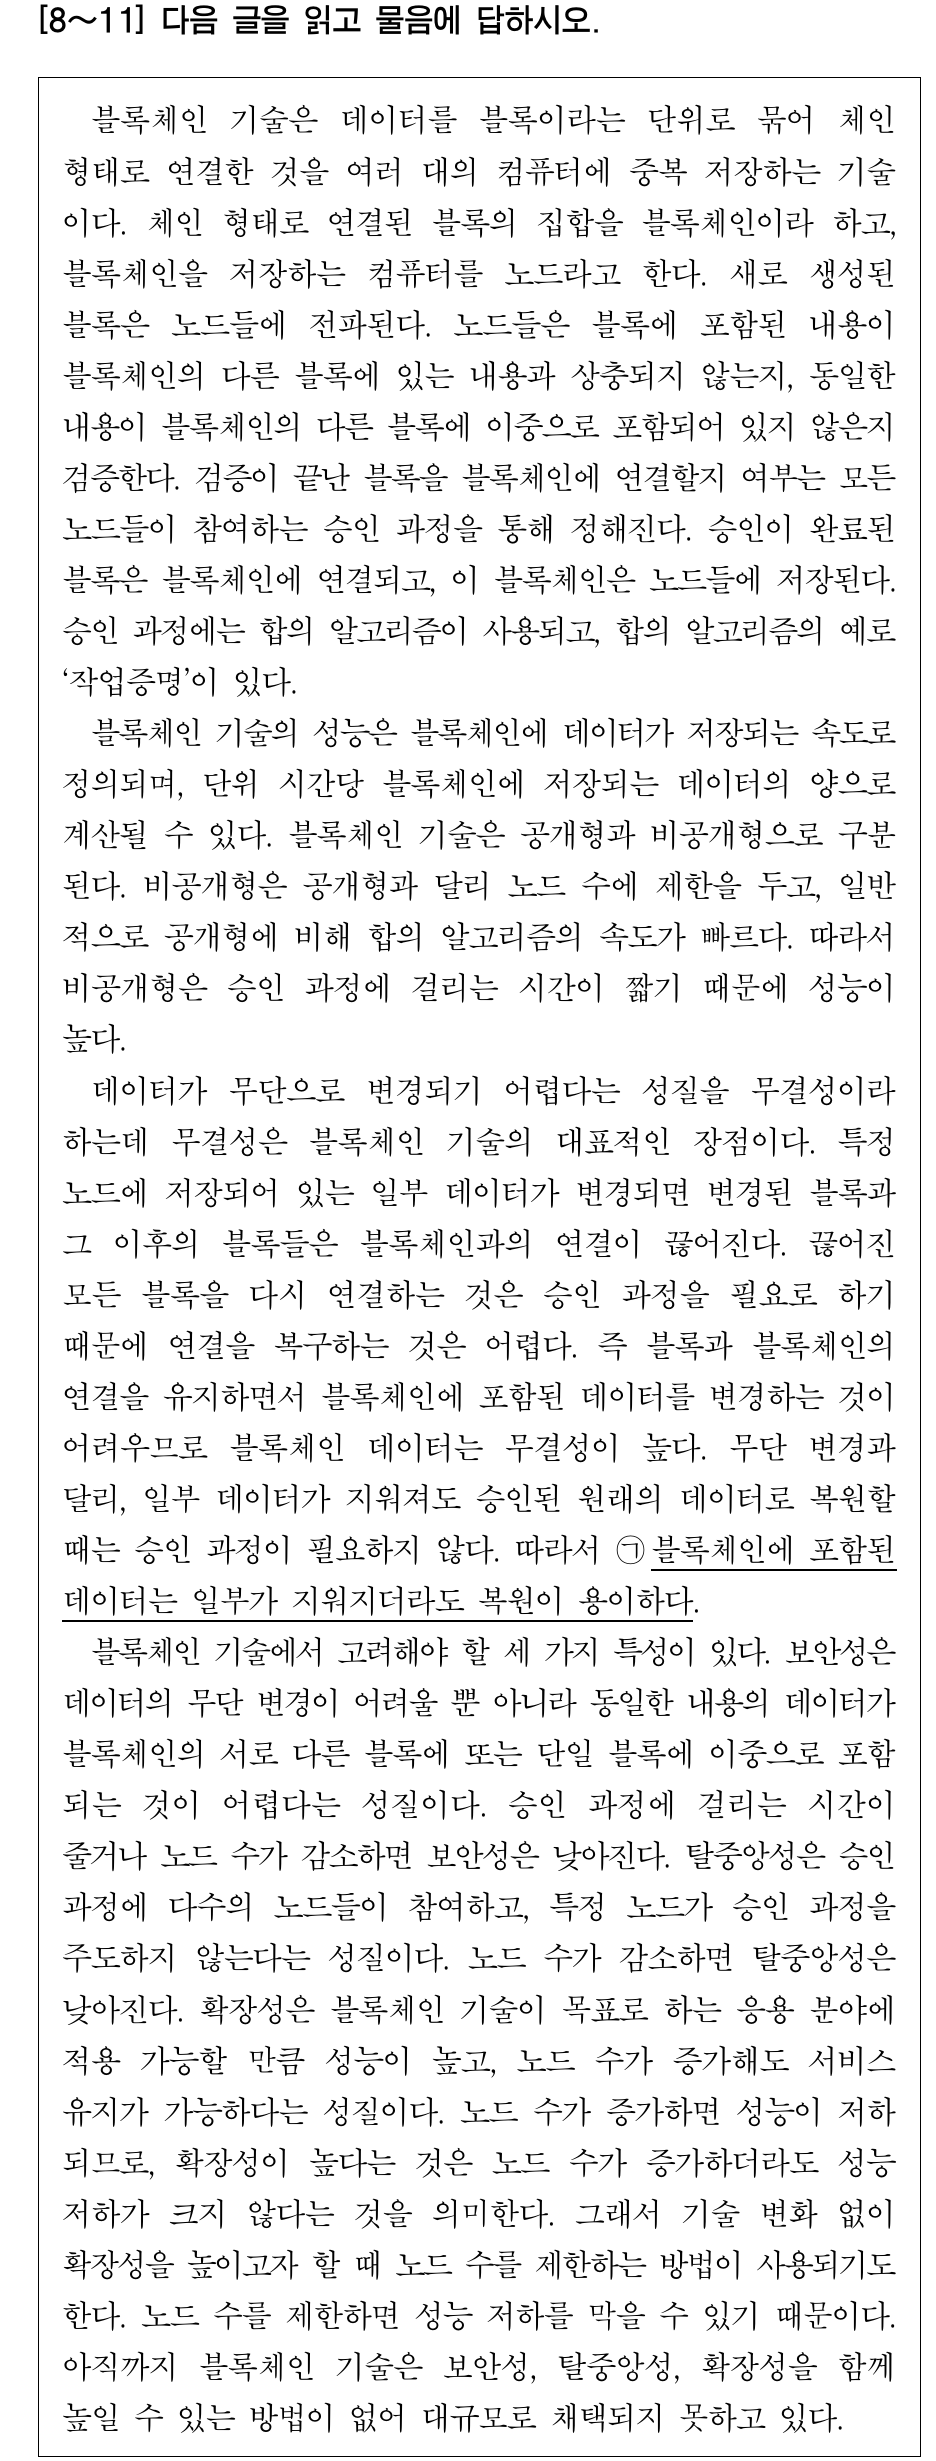 [8~11] 다음 글을 읽고 물음에 답하시오.
블록체인 기술은 데이터를 블록이라는 단위로 묶어 체인
형태로 연결한 것을 여러 대의 컴퓨터에 중복 저장하는 기술
이다. 체인 형태로 연결된 블록의 집합을 블록체인이라 하고,
블록체인을 저장하는 컴퓨터를 노드라고 한다. 새로 생성된
블록은 노드들에 전파된다. 노드들은 블록에 포함된 내용이
블록체인의 다른 블록에 있는 내용과 상충되지 않는지, 동일한
내용이 블록체인의 다른 블록에 이중으로 포함되어 있지 않은지
검증한다. 검증이 끝난 블록을 블록체인에 연결할지 여부는 모든
노드들이 참여하는 승인 과정을 통해 정해진다. 승인이 완료된
블록은 블록체인에 연결되고, 이 블록체인은 노드들에 저장된다.
승인 과정에는 합의 알고리즘이 사용되고, 합의 알고리즘의 예로
‘작업증명’이 있다.
블록체인 기술의 성능은 블록체인에 데이터가 저장되는 속도로
정의되며, 단위 시간당 블록체인에 저장되는 데이터의 양으로
계산될 수 있다. 블록체인 기술은 공개형과 비공개형으로 구분
된다. 비공개형은 공개형과 달리 노드 수에 제한을 두고, 일반
적으로 공개형에 비해 합의 알고리즘의 속도가 빠르다. 따라서
비공개형은 승인 과정에 걸리는 시간이 짧기 때문에 성능이
높다.
데이터가 무단으로 변경되기 어렵다는 성질을 무결성이라
하는데 무결성은 블록체인 기술의 대표적인 장점이다. 특정
노드에 저장되어 있는 일부 데이터가 변경되면 변경된 블록과
그 이후의 블록들은 블록체인과의 연결이 끊어진다. 끊어진
모든 블록을 다시 연결하는 것은 승인 과정을 필요로 하기
때문에 연결을 복구하는 것은 어렵다. 즉 블록과 블록체인의
연결을 유지하면서 블록체인에 포함된 데이터를 변경하는 것이
어려우므로 블록체인 데이터는 무결성이 높다. 무단 변경과
달리, 일부 데이터가 지워져도 승인된 원래의 데이터로 복원할
때는 승인 과정이 필요하지 않다. 따라서 ㉠블록체인에 포함된
데이터는 일부가 지워지더라도 복원이 용이하다.
블록체인 기술에서 고려해야 할 세 가지 특성이 있다. 보안성은
데이터의 무단 변경이 어려울 뿐 아니라 동일한 내용의 데이터가
블록체인의 서로 다른 블록에 또는 단일 블록에 이중으로 포함
되는 것이 어렵다는 성질이다. 승인 과정에 걸리는 시간이
줄거나 노드 수가 감소하면 보안성은 낮아진다. 탈중앙성은 승인
과정에 다수의 노드들이 참여하고, 특정 노드가 승인 과정을
주도하지 않는다는 성질이다. 노드 수가 감소하면 탈중앙성은
낮아진다. 확장성은 블록체인 기술이 목표로 하는 응용 분야에
적용 가능할 만큼 성능이 높고, 노드 수가 증가해도 서비스
유지가 가능하다는 성질이다. 노드 수가 증가하면 성능이 저하
되므로, 확장성이 높다는 것은 노드 수가 증가하더라도 성능
저하가 크지 않다는 것을 의미한다. 그래서 기술 변화 없이
확장성을 높이고자 할 때 노드 수를 제한하는 방법이 사용되기도
한다. 노드 수를 제한하면 성능 저하를 막을 수 있기 때문이다.
아직까지 블록체인 기술은 보안성, 탈중앙성, 확장성을 함께
높일 수 있는 방법이 없어 대규모로 채택되지 못하고 있다.